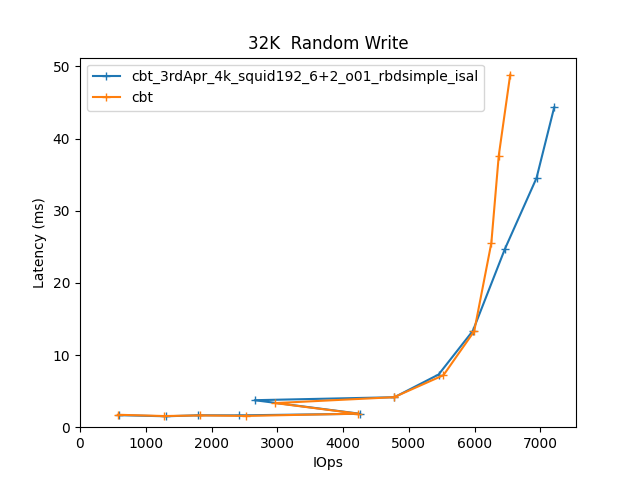 32K  Random Write
cbt_3rdApr_4k_squid192_6+2_o01_rbdsimple_isal
cbt
50
40
30
20
10
0
Latency (ms)
0 1000 2000 3000 4000 5000 6000 7000
IOps